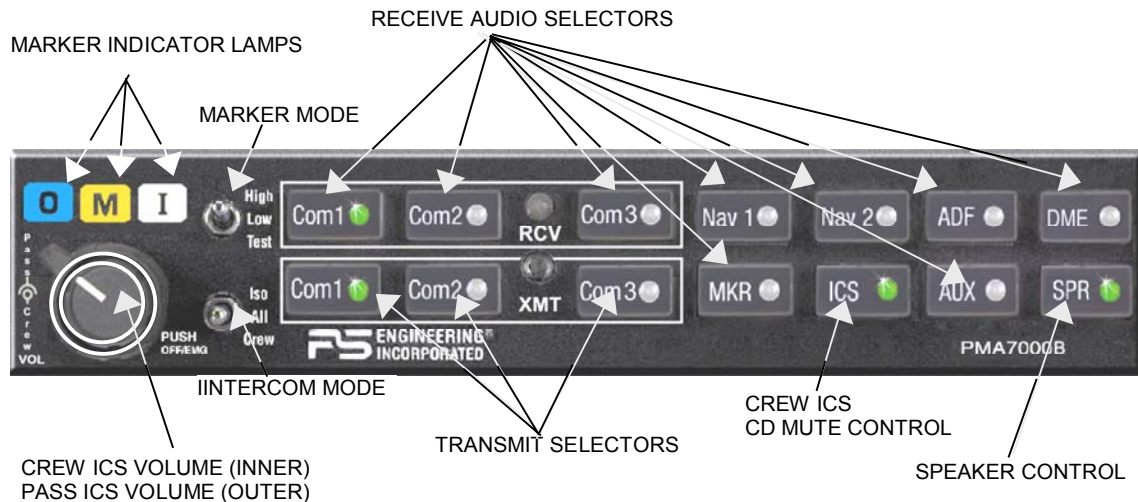 RECEIVE AUDIO SELECTORS
MARKER INDICATOR LAMPS
MARKER MODE
O M I
High
Low
Test
Com1 Com2 Com3
RCV
Nav 1 Nav 2 ADF DME
Pass Crew
VOL
PUSH
OFF/EMG
Iso
All
Crew
Com1 Com2 Com3
XMT
MKR ICS AUX SPR
PS ENGINEERING®
INCORPORATED
PMA7000B
IINTERCOM MODE
TRANSMIT SELECTORS
CREW ICS
CD MUTE CONTROL
SPEAKER CONTROL
CREW ICS VOLUME (INNER)
PASS ICS VOLUME (OUTER)